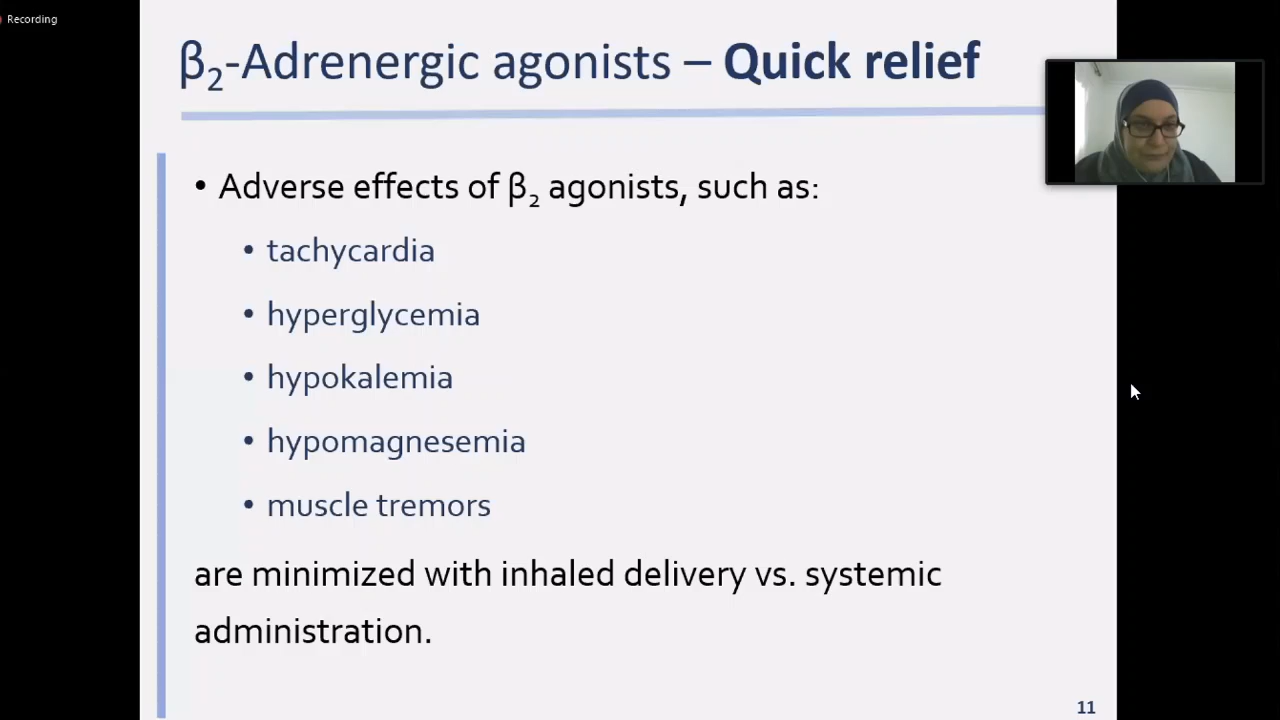 Recording
β₂-Adrenergic agonists – Quick relief
• Adverse effects of β₂ agonists, such as:
• tachycardia
• hyperglycemia
• hypokalemia
• hypomagnesemia
• muscle tremors
are minimized with inhaled delivery vs. systemic
administration.
11